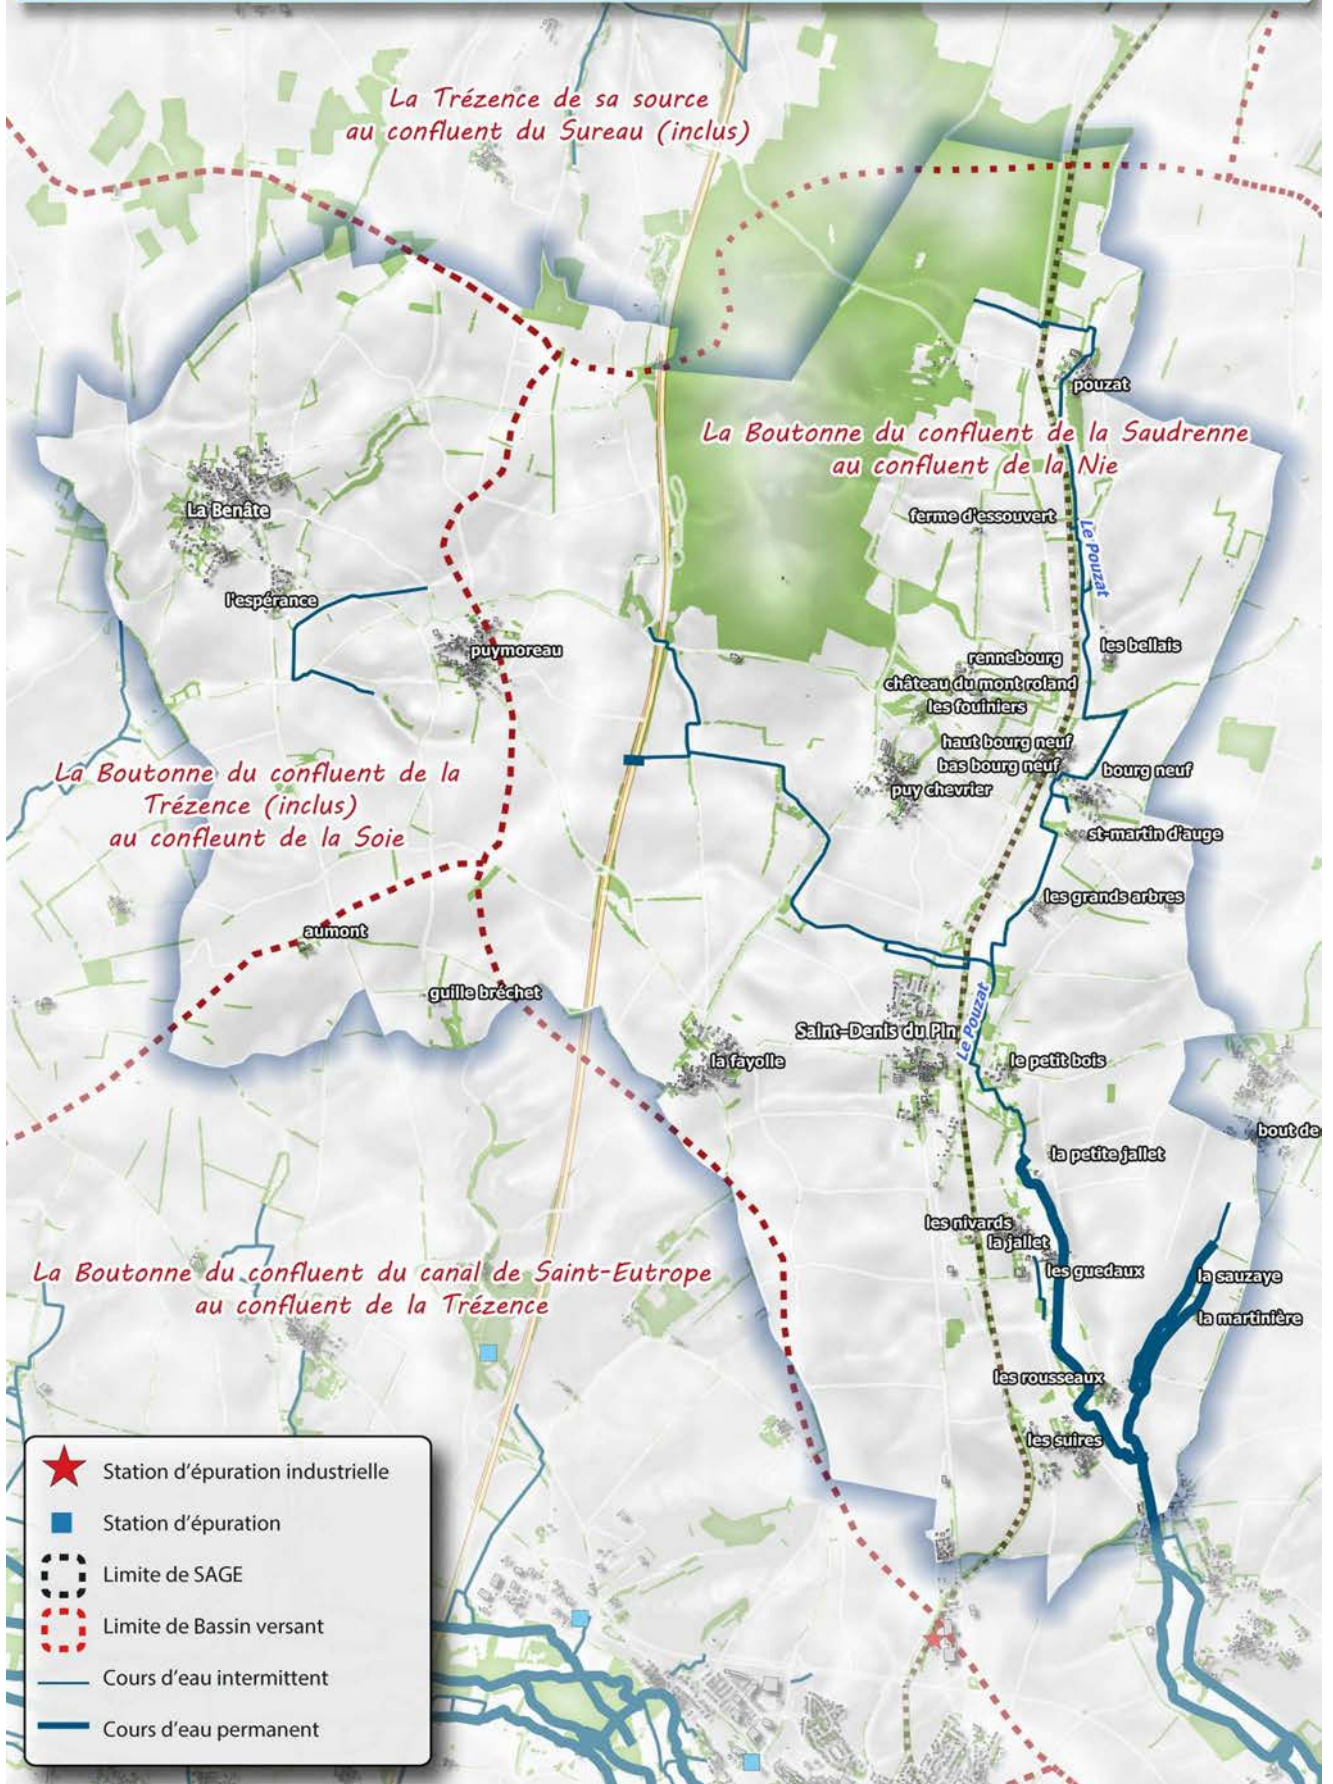 La Trézence de sa source
au confluent du Sureau (inclus)
pouzat
La Boutonne du confluent de la Saudrenne
au confluent de la Nie
La Benâte
ferme d'essouvert
Le Pouzat
l'espérance
puymoreau
les bellais
rennebourg
château du mont roland
les fouiniers
haut bourg neuf
bas bourg neuf
bourg neuf
puy chevrier
La Boutonne du confluent de la
Trézence (inclus)
au confleunt de la Soie
st-martin d'auge
les grands arbres
aumont
guille bréchet
Saint-Denis du Pin
Le Pouzat
la fayolle
le petit bois
bout de
la petite jallet
les nivards
la jallet
les guedaux
la sauzaye
la martinière
La Boutonne du confluent du canal de Saint-Eutrope
au confluent de la Trézence
les rousseaux
les suires
Station d'épuration industrielle
Station d'épuration
Limite de SAGE
Limite de Bassin versant
Cours d'eau intermittent
Cours d'eau permanent